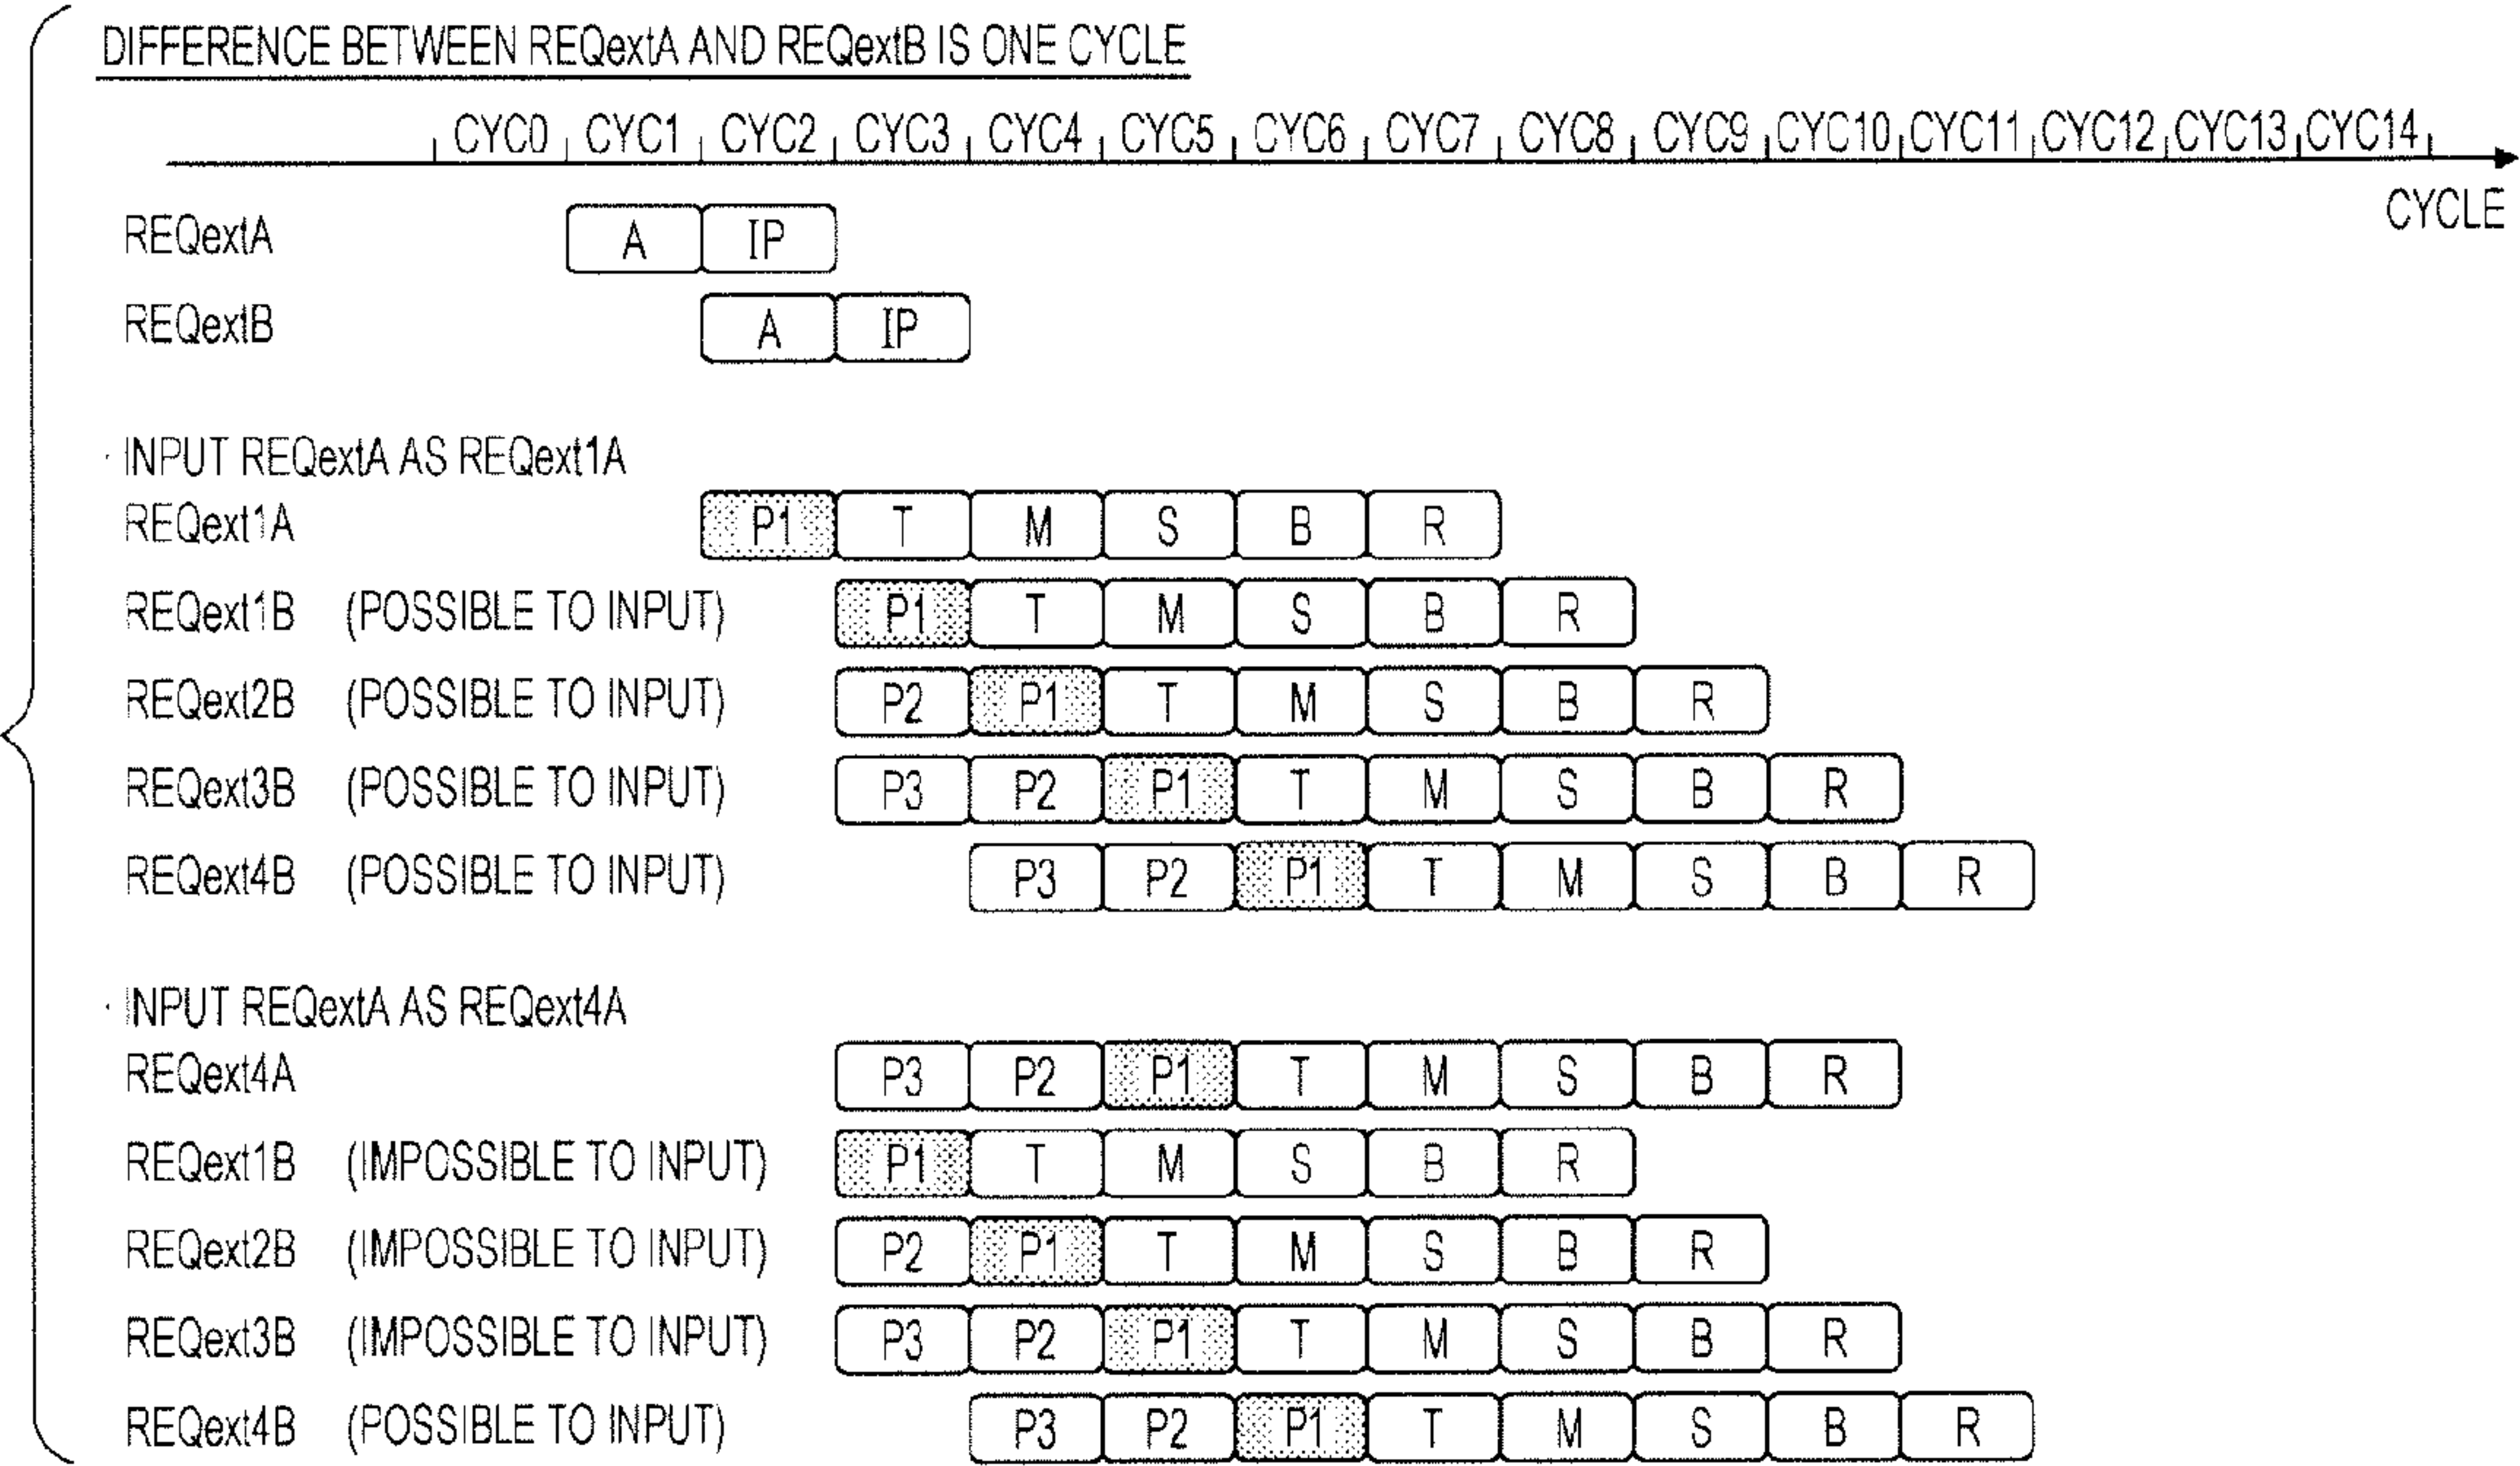 DIFFERENCE BETWEEN REQextA AND REQextB IS ONE CYCLE
CYC0 CYC1 CYC2 CYC3 CYC4 CYC5 CYC6 CYC7 CYC8 CYC9 CYC10 CYC11 CYC12 CYC13 CYC14
CYCLE
REQextA A IP
REQextB A IP
· INPUT REQextA AS REQext1A
REQext1A P1 T M S B R
REQext1B (POSSIBLE TO INPUT) P1 T M S B R
REQext2B (POSSIBLE TO INPUT) P2 P1 T M S B R
REQext3B (POSSIBLE TO INPUT) P3 P2 P1 T M S B R
REQext4B (POSSIBLE TO INPUT) P3 P2 P1 T M S B R
· INPUT REQextA AS REQext4A
REQext4A P3 P2 P1 T M S B R
REQext1B (IMPOSSIBLE TO INPUT) P1 T M S B R
REQext2B (IMPOSSIBLE TO INPUT) P2 P1 T M S B R
REQext3B (IMPOSSIBLE TO INPUT) P3 P2 P1 T M S B R
REQext4B (POSSIBLE TO INPUT) P3 P2 P1 T M S B R